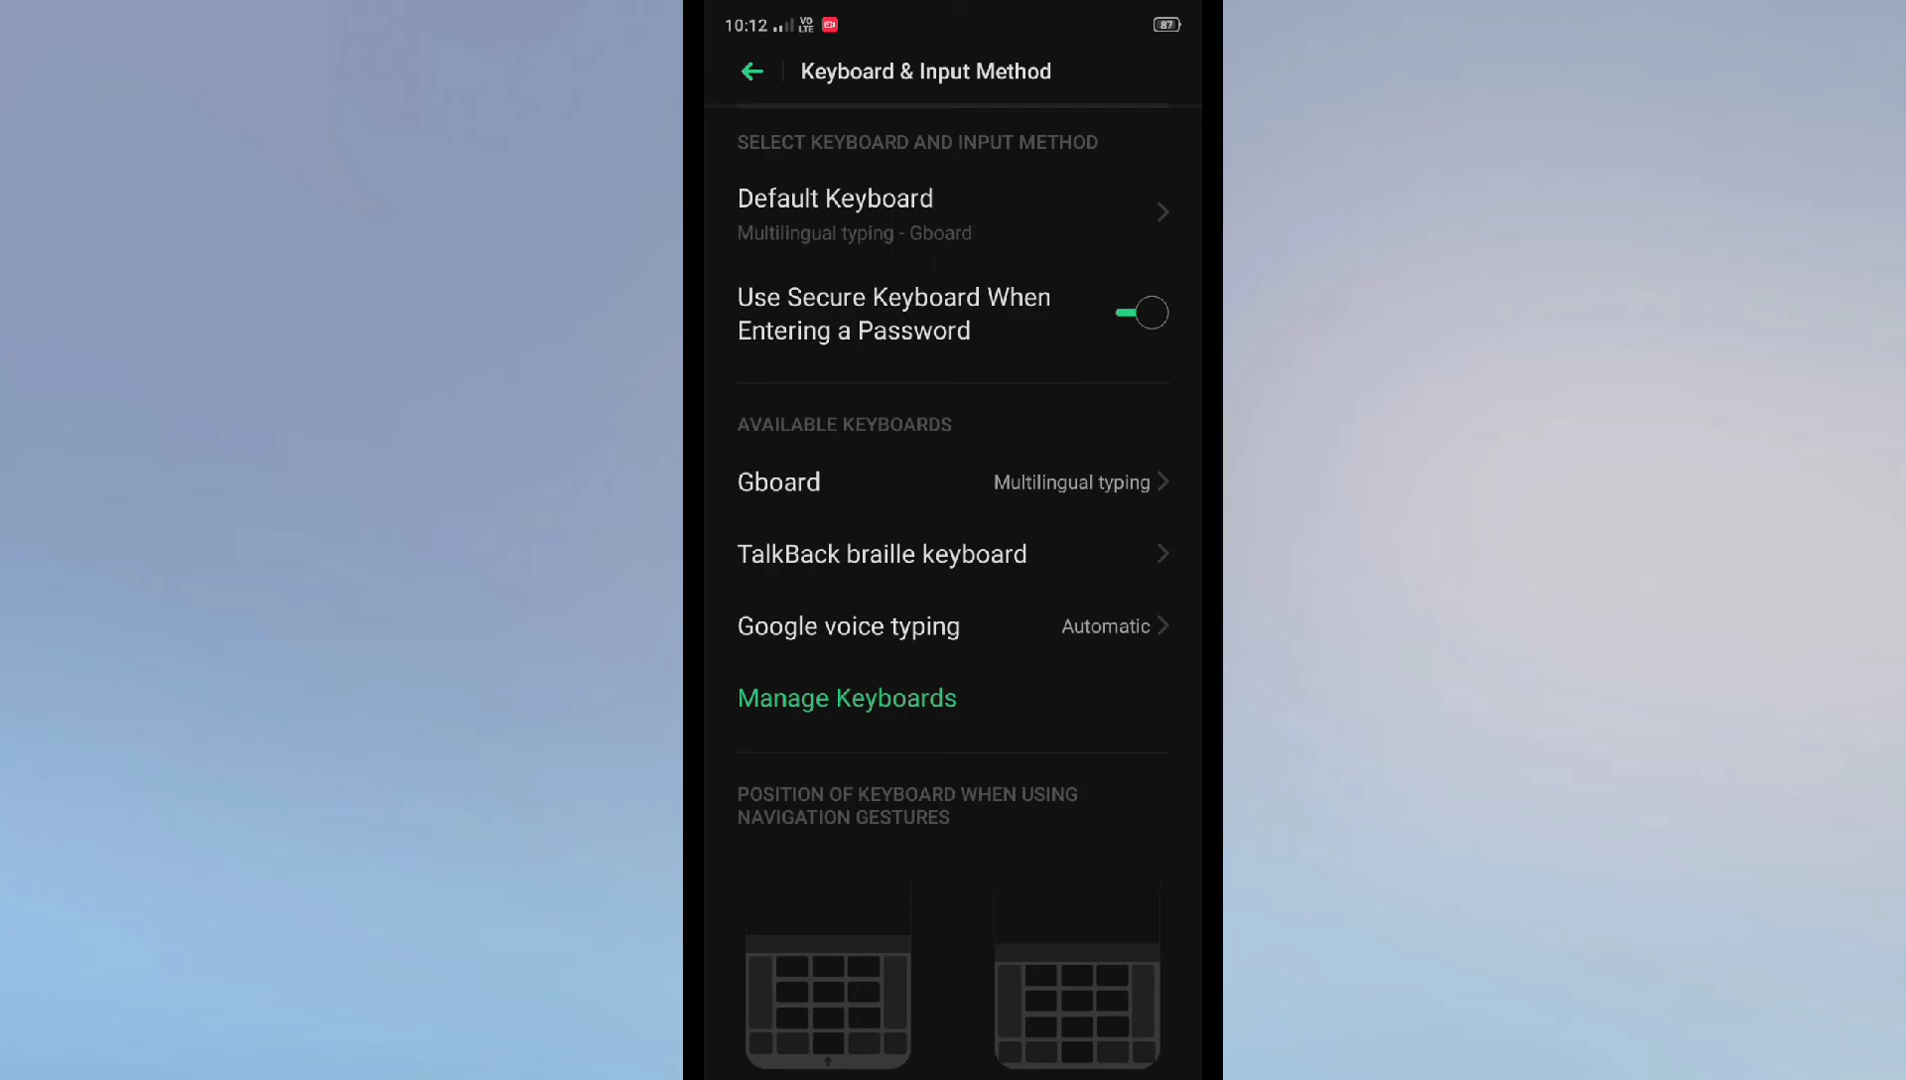 10:12 VO LTE 87
Keyboard & Input Method
SELECT KEYBOARD AND INPUT METHOD
Default Keyboard
Multilingual typing - Gboard
Use Secure Keyboard When
Entering a Password
AVAILABLE KEYBOARDS
Gboard Multilingual typing
TalkBack braille keyboard
Google voice typing Automatic
Manage Keyboards
POSITION OF KEYBOARD WHEN USING
NAVIGATION GESTURES